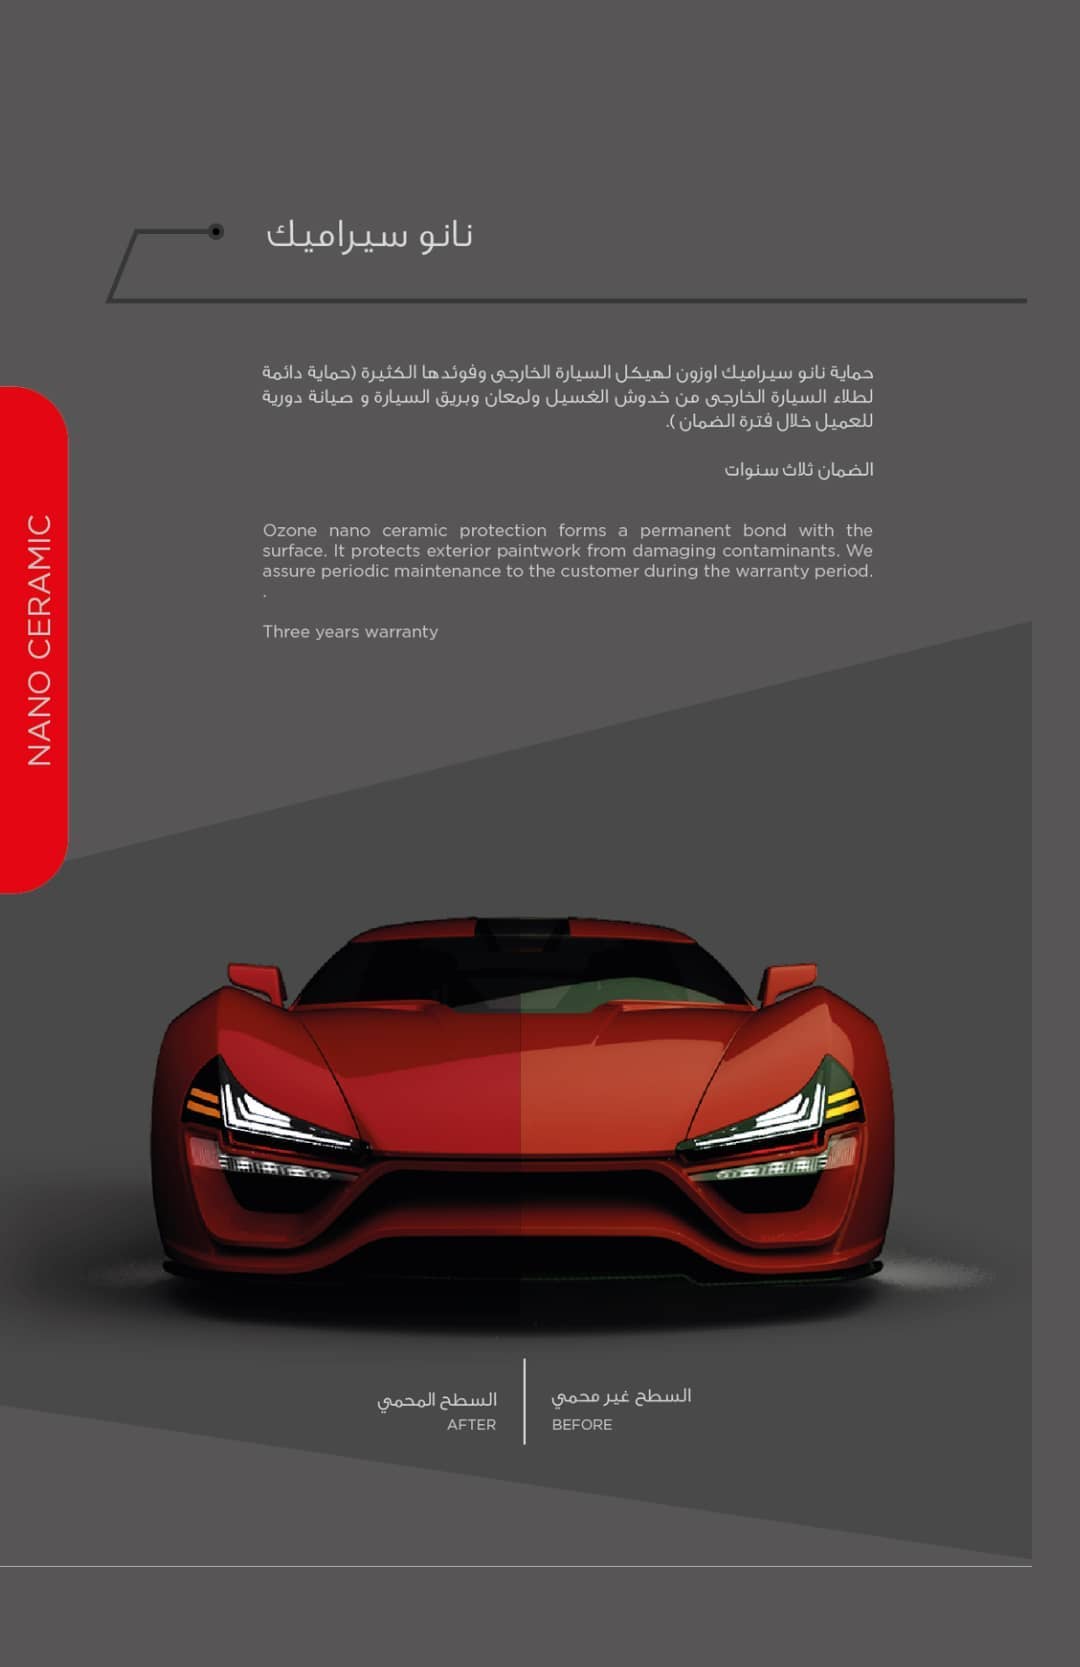 نانو سيراميك
حماية نانو سيراميك اوزون لهيكل السيارة الخارجى وفوئدها الكثيرة (حماية دائمة
لطلاء السيارة الخارجى من خدوش الغسيل ولمعان وبريق السيارة و صيانة دورية
للعميل خلال فترة الضمان ).
الضمان ثلاث سنوات
Ozone nano ceramic protection forms a permanent bond with the
surface. It protects exterior paintwork from damaging contaminants. We
assure periodic maintenance to the customer during the warranty period.
.
Three years warranty
NANO CERAMIC
السطح المحمي
AFTER
السطح غير محمي
BEFORE